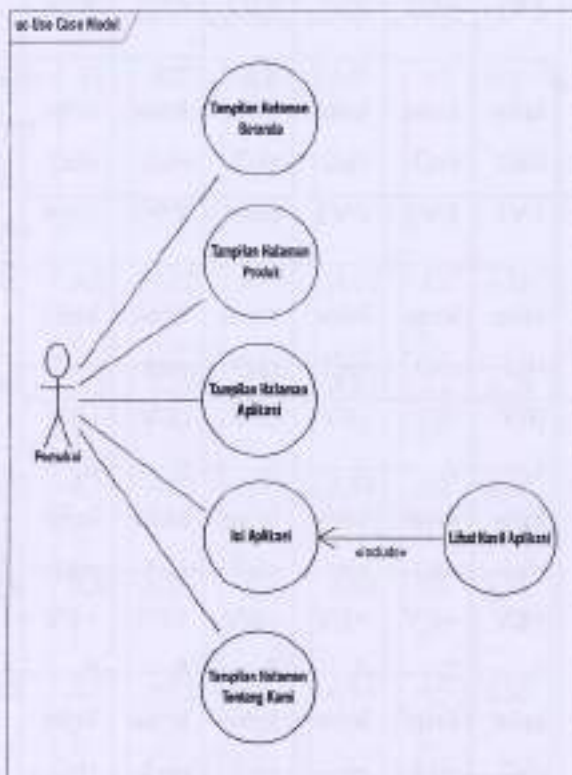 uc Use Case Model
Tampilan Halaman
Beranda
Tampilan Halaman
Produk
Tampilan Halaman
Aplikasi
Pemakai
Isi Aplikasi
«include»
Lihat Hasil Aplikasi
Tampilan Halaman
Tentang Kami